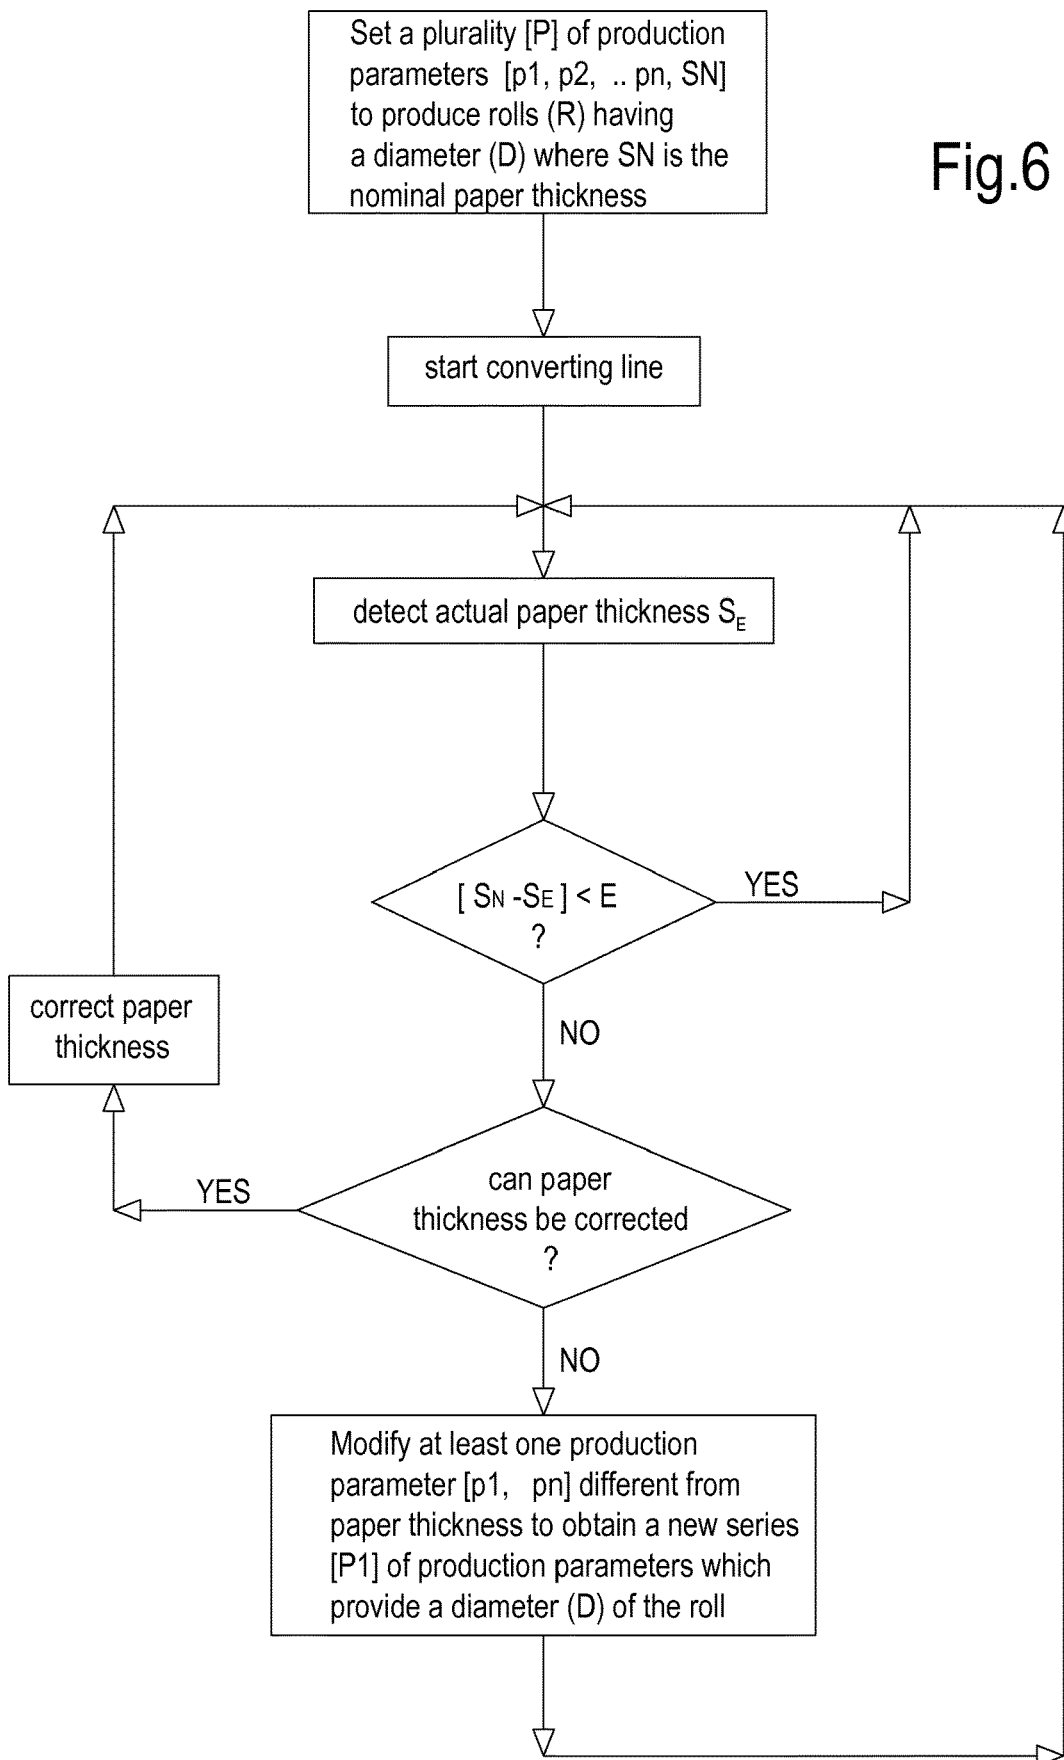 Set a plurality [P] of production
parameters [p1, p2, .. pn, SN]
to produce rolls (R) having
a diameter (D) where SN is the
nominal paper thickness
Fig.6
start converting line
detect actual paper thickness SE
[ SN -SE ] < E
?
YES
NO
correct paper
thickness
can paper
thickness be corrected
?
YES
NO
Modify at least one production
parameter [p1, pn] different from
paper thickness to obtain a new series
[P1] of production parameters which
provide a diameter (D) of the roll